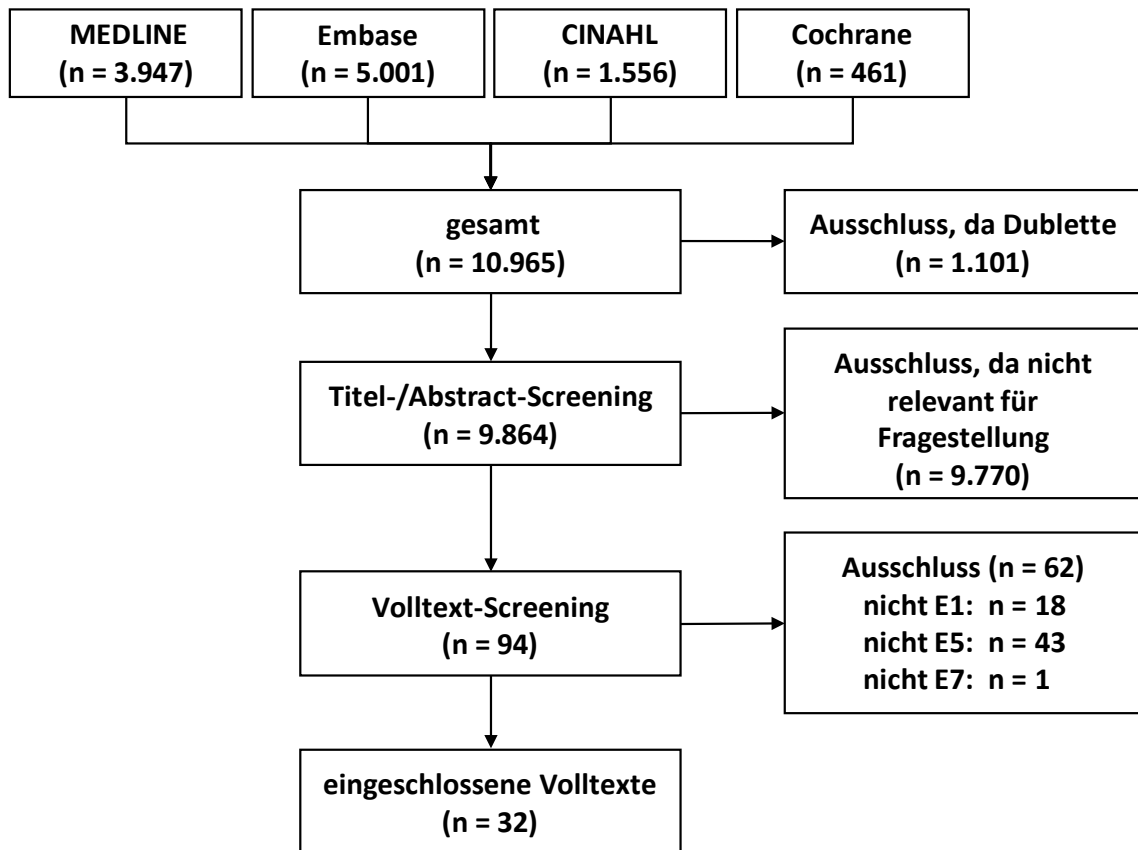 MEDLINE
(n = 3.947)
Embase
(n = 5.001)
CINAHL
(n = 1.556)
Cochrane
(n = 461)
gesamt
(n = 10.965)
Ausschluss, da Dublette
(n = 1.101)
Titel-/Abstract-Screening
(n = 9.864)
Ausschluss, da nicht
relevant für
Fragestellung
(n = 9.770)
Volltext-Screening
(n = 94)
Ausschluss (n = 62)
nicht E1: n = 18
nicht E5: n = 43
nicht E7: n = 1
eingeschlossene Volltexte
(n = 32)